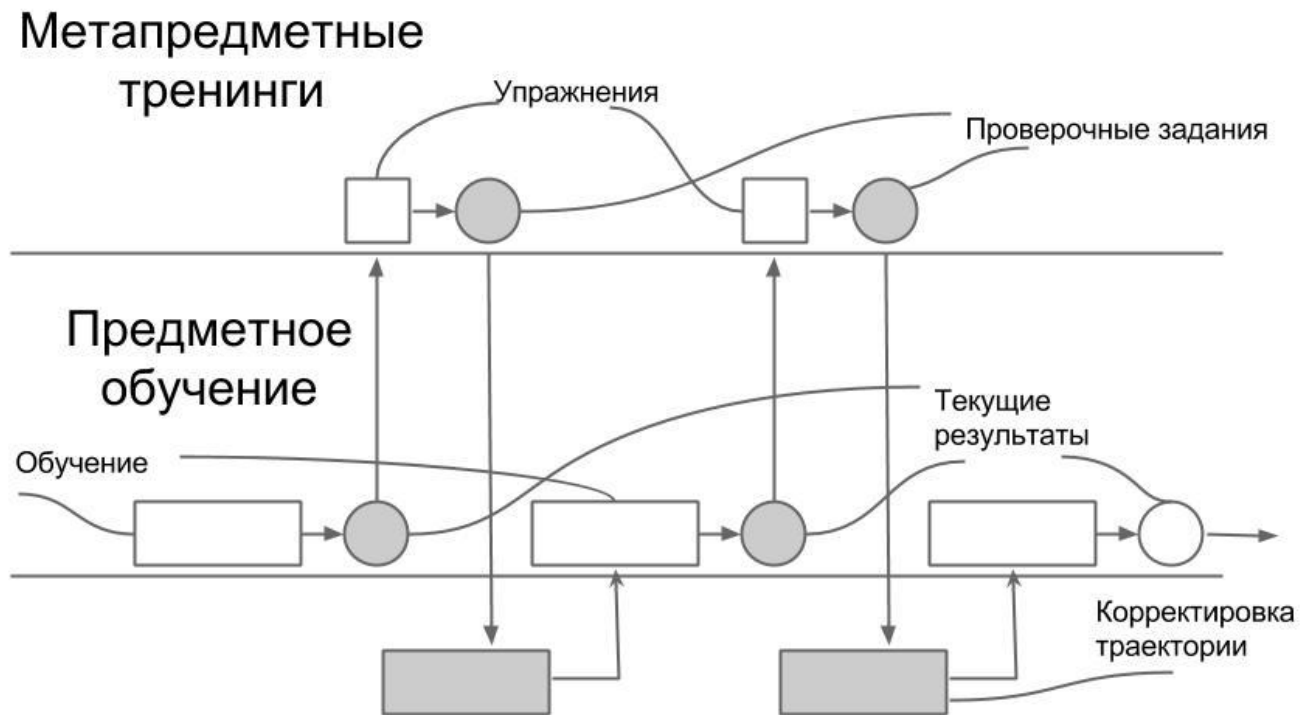 Метапредметные
тренинги
Упражнения
Проверочные задания
Предметное
обучение
Текущие
результаты
Обучение
Корректировка
траектории